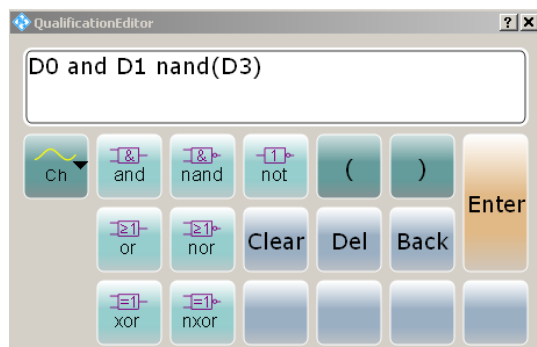 QualificationEditor ? X
D0 and D1 nand(D3)
Ch & and & nand 1 not ( ) Enter
≥1 or ≥1 nor Clear Del Back
=1 xor =1 nxor